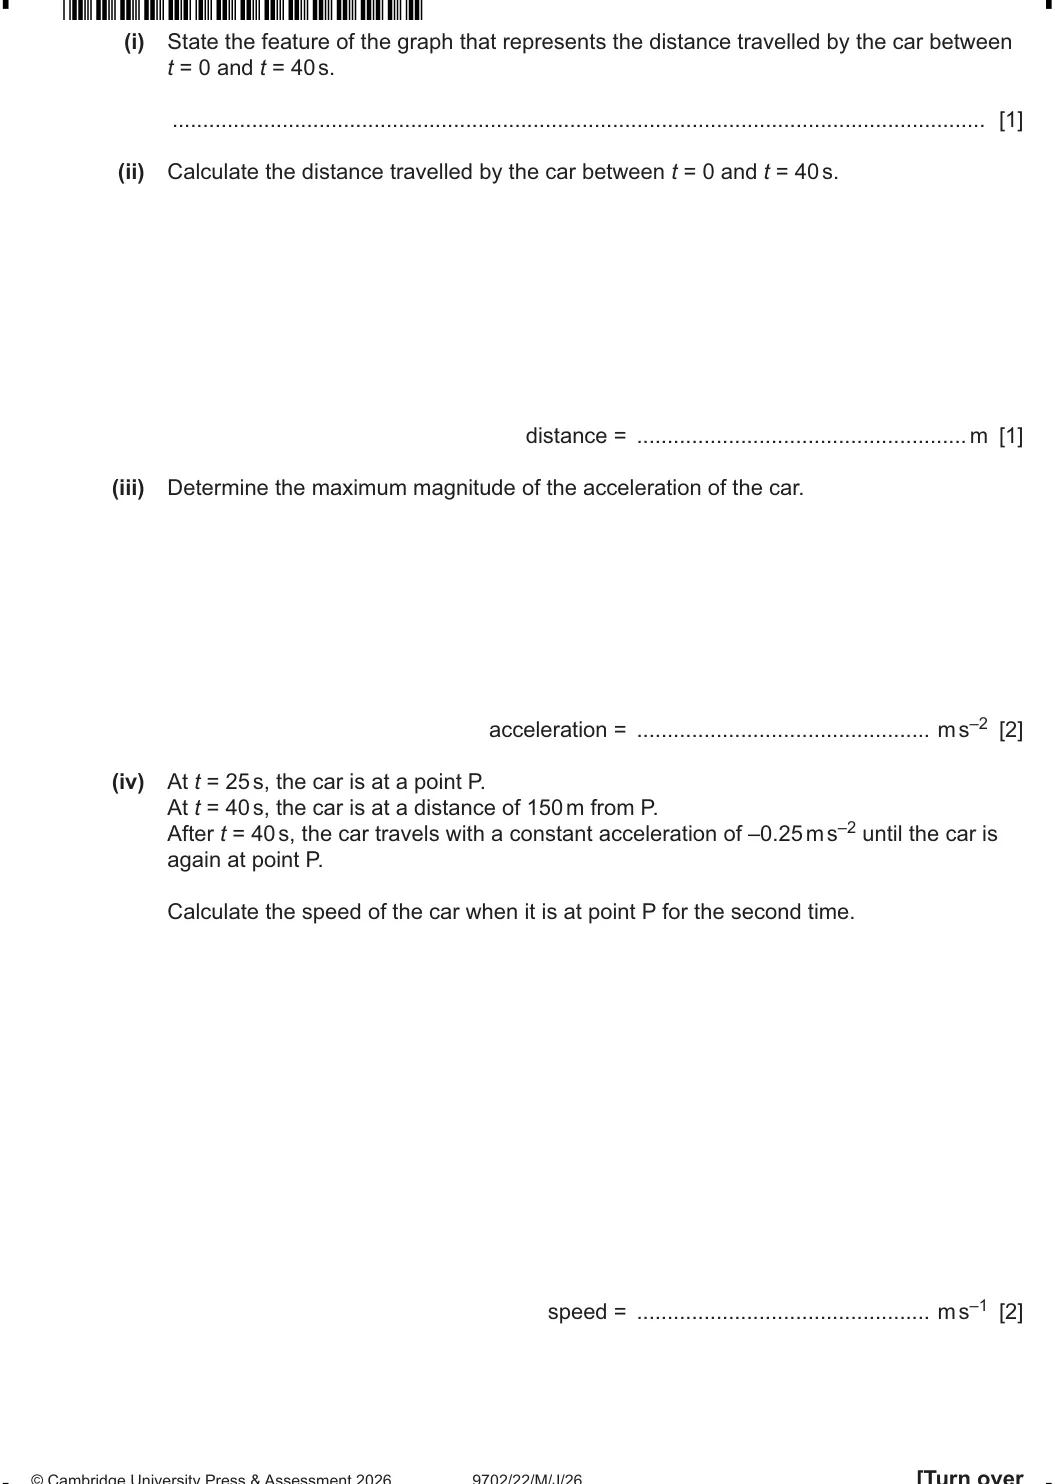 (i) State the feature of the graph that represents the distance travelled by the car between
t = 0 and t = 40 s.
...................................................................................................................................... [1]
(ii) Calculate the distance travelled by the car between t = 0 and t = 40 s.
distance = ...................................................... m [1]
(iii) Determine the maximum magnitude of the acceleration of the car.
acceleration = ................................................ m s–2 [2]
(iv) At t = 25 s, the car is at a point P.
At t = 40 s, the car is at a distance of 150 m from P.
After t = 40 s, the car travels with a constant acceleration of –0.25 m s–2 until the car is
again at point P.
Calculate the speed of the car when it is at point P for the second time.
speed = ................................................ m s–1 [2]
© Cambridge University Press & Assessment 2026 9702/22/M/J/26 [Turn over